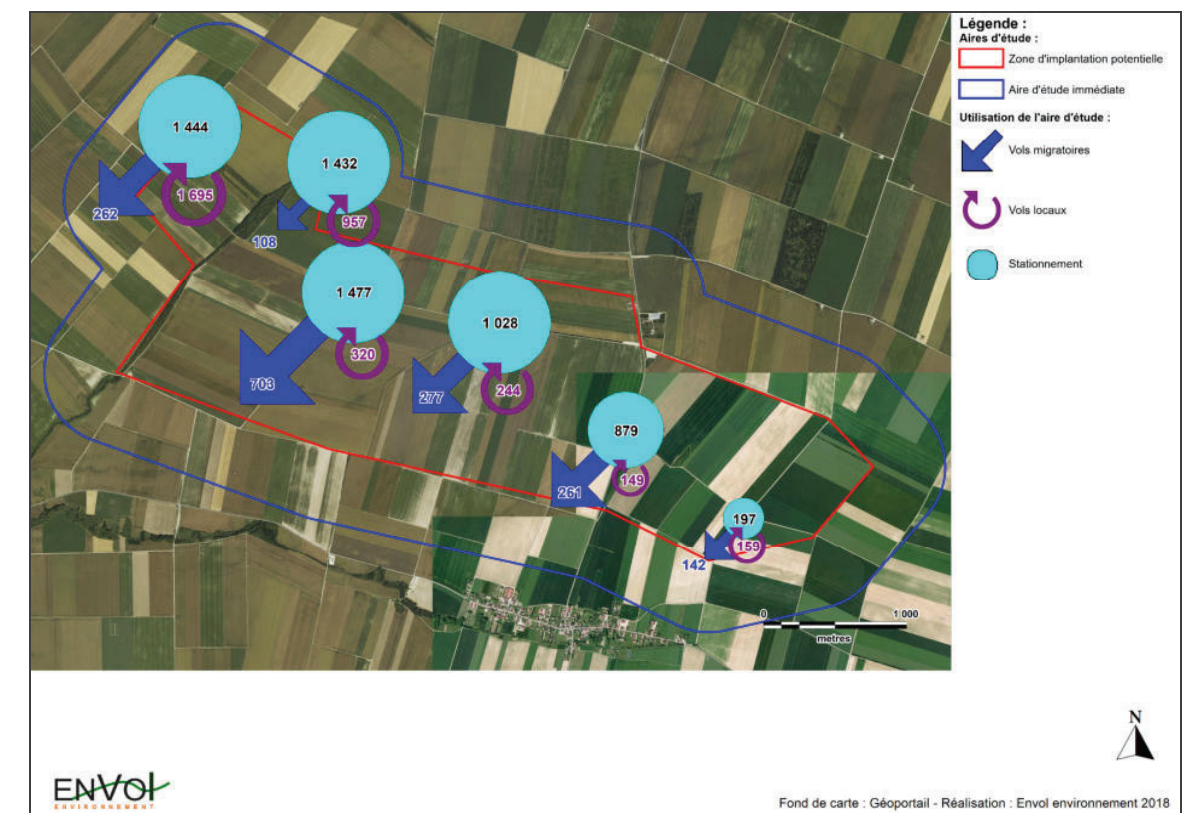 Légende :
Aires d'étude :
Zone d'implantation potentielle
Aire d'étude immédiate
Utilisation de l'aire d'étude :
Vols migratoires
Vols locaux
Stationnement
1 444
1 695
262
1 432
957
108
1 477
320
703
1 028
244
277
879
149
261
197
159
142
0 1 000
mètres
N
ENVOl
ENVIRONNEMENT
Fond de carte : Géoportail - Réalisation : Envol environnement 2018